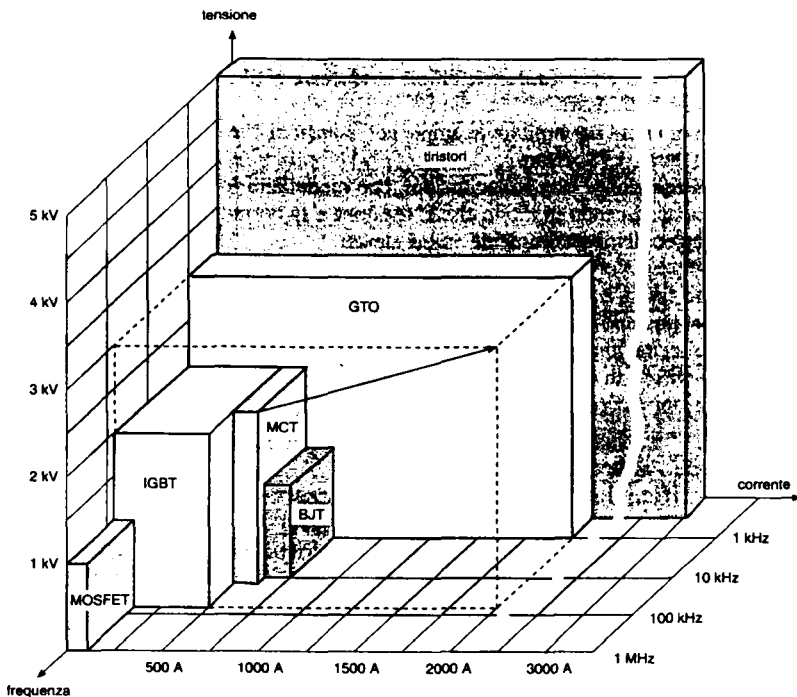 tensione
tiristori
5 kV
GTO
4 kV
3 kV
MCT
IGBT
2 kV
corrente
BJT
1 kHz
1 kV
10 kHz
MOSFET
100 kHz
1 MHz
500 A
1000 A
1500 A
2000 A
3000 A
frequenza